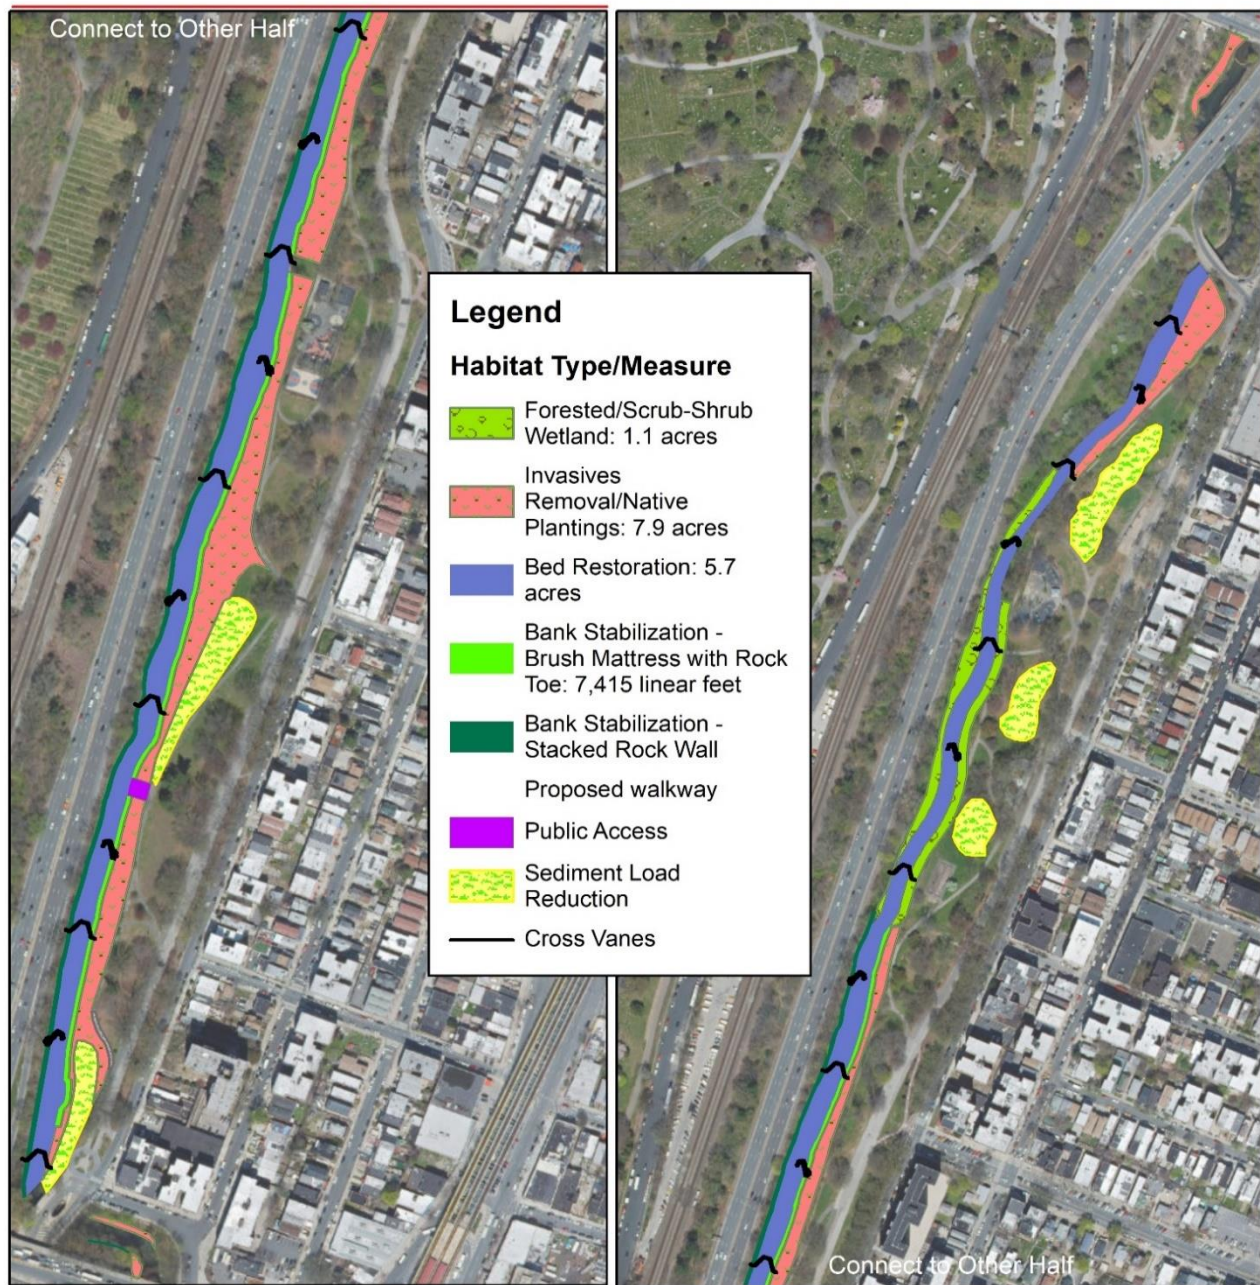 Connect to Other Half
Legend
Habitat Type/Measure
Forested/Scrub-Shrub
Wetland: 1.1 acres
Invasives
Removal/Native
Plantings: 7.9 acres
Bed Restoration: 5.7
acres
Bank Stabilization -
Brush Mattress with Rock
Toe: 7,415 linear feet
Bank Stabilization -
Stacked Rock Wall
Proposed walkway
Public Access
Sediment Load
Reduction
Cross Vanes
Connect to Other Half